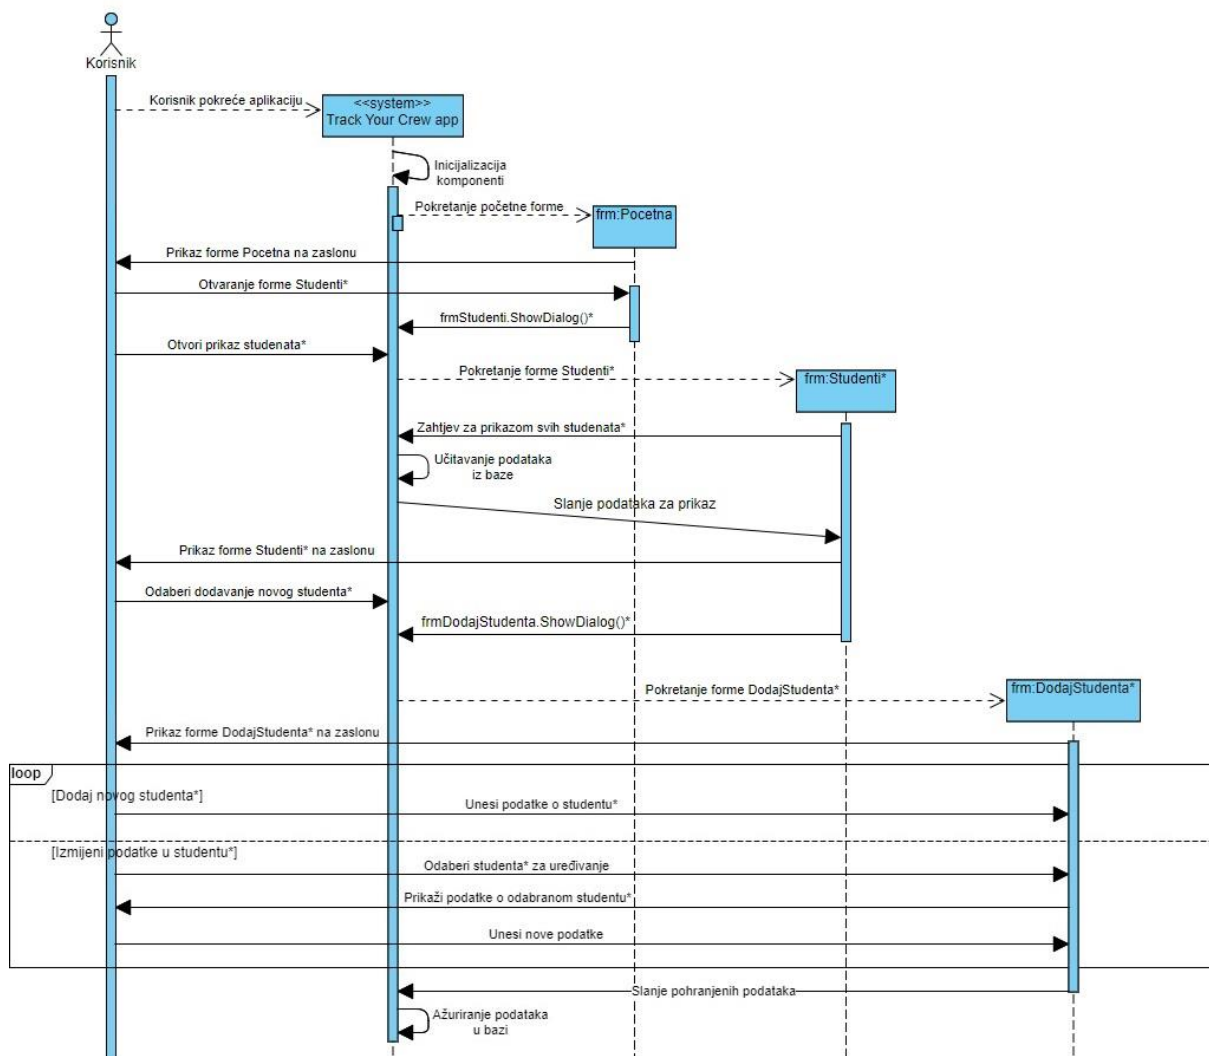 Korisnik
Korisnik pokreće aplikaciju
<<system>>
Track Your Crew app
Inicijalizacija
komponenti
Pokretanje početne forme
frm:Pocetna
Prikaz forme Pocetna na zaslonu
Otvaranje forme Studenti*
frmStudenti.ShowDialog()*
Otvori prikaz studenata*
Pokretanje forme Studenti*
frm:Studenti*
Zahtjev za prikazom svih studenata*
Učitavanje podataka
iz baze
Slanje podataka za prikaz
Prikaz forme Studenti* na zaslonu
Odaberi dodavanje novog studenta*
frmDodajStudenta.ShowDialog()*
Pokretanje forme DodajStudenta*
frm:DodajStudenta*
Prikaz forme DodajStudenta* na zaslonu
loop
[Dodaj novog studenta*]
Unesi podatke o studentu*
[Izmijeni podatke u studentu*]
Odaberi studenta* za uređivanje
Prikaži podatke o odabranom studentu*
Unesi nove podatke
Slanje pohranjenih podataka
Ažuriranje podataka
u bazi